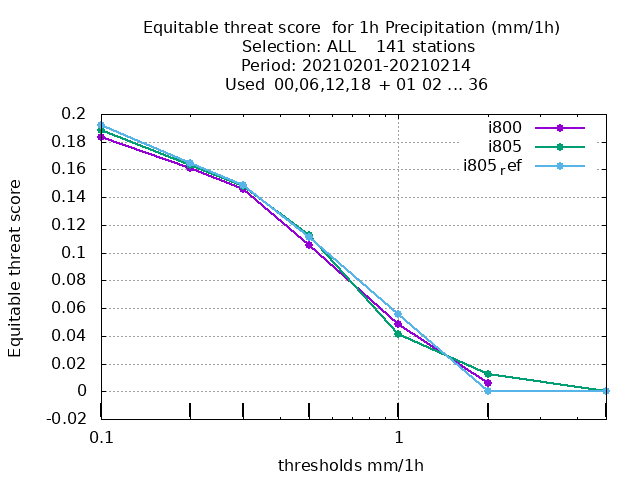 Equitable threat score for 1h Precipitation (mm/1h)
Selection: ALL 141 stations
Period: 20210201-20210214
Used 00,06,12,18 + 01 02 ... 36
i800
i805
i805ref
Equitable threat score
0.2
0.18
0.16
0.14
0.12
0.1
0.08
0.06
0.04
0.02
0
-0.02
0.1
1
thresholds mm/1h